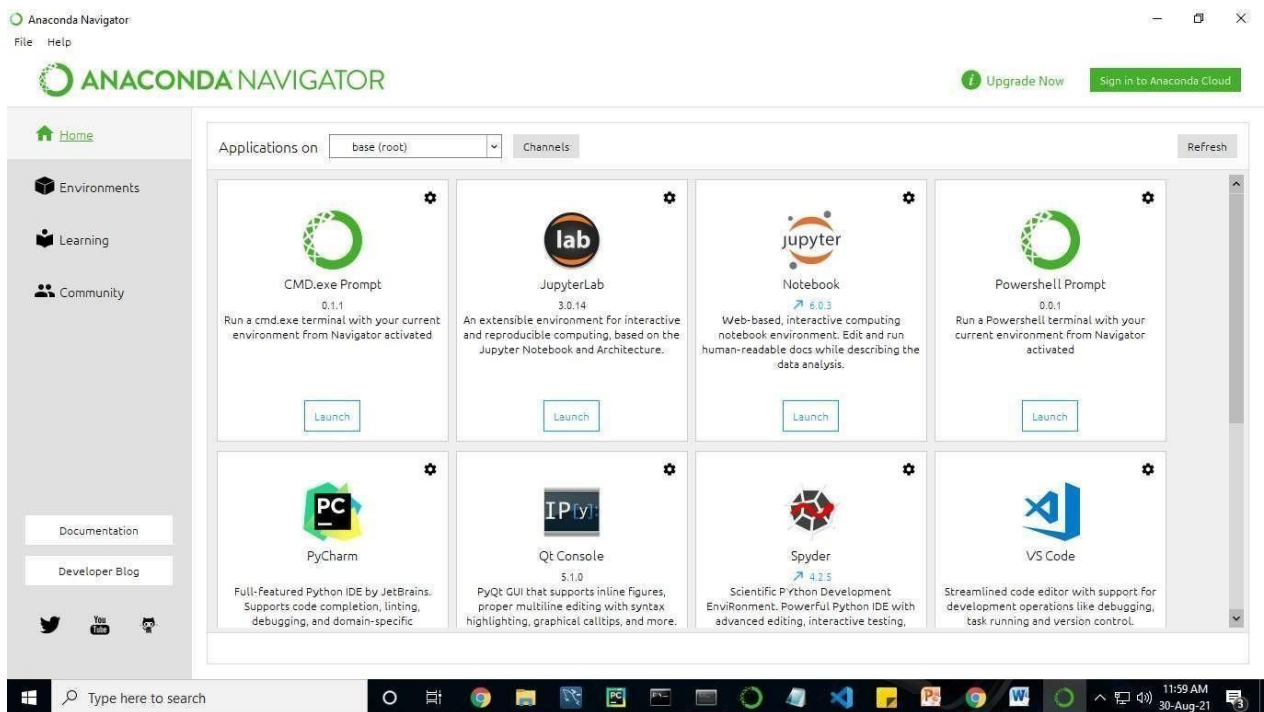 Anaconda Navigator
File Help
ANACONDA NAVIGATOR
Upgrade Now
Sign in to Anaconda Cloud
Home
Environments
Learning
Community
Documentation
Developer Blog
You
Tube
Applications on base (root) Channels Refresh
CMD.exe Prompt
0.1.1
Run a cmd.exe terminal with your current
environment from Navigator activated
Launch
lab
JupyterLab
3.0.14
An extensible environment for interactive
and reproducible computing, based on the
Jupyter Notebook and Architecture.
Launch
jupyter
Notebook
6.0.3
Web-based, interactive computing
notebook environment. Edit and run
human-readable docs while describing the
data analysis.
Launch
Powershell Prompt
0.0.1
Run a Powershell terminal with your
current environment from Navigator
activated
Launch
PC
PyCharm
Full-featured Python IDE by JetBrains.
Supports code completion, linting,
debugging, and domain-specific
IP[y]:
Qt Console
5.1.0
PyQt GUI that supports inline figures,
proper multiline editing with syntax
highlighting, graphical calltips, and more.
Spyder
4.2.5
Scientific PYthon Development
EnviRonment. Powerful Python IDE with
advanced editing, interactive testing,
VS Code
Streamlined code editor with support for
development operations like debugging,
task running and version control.
Type here to search
PC
11:59 AM
30-Aug-21
3